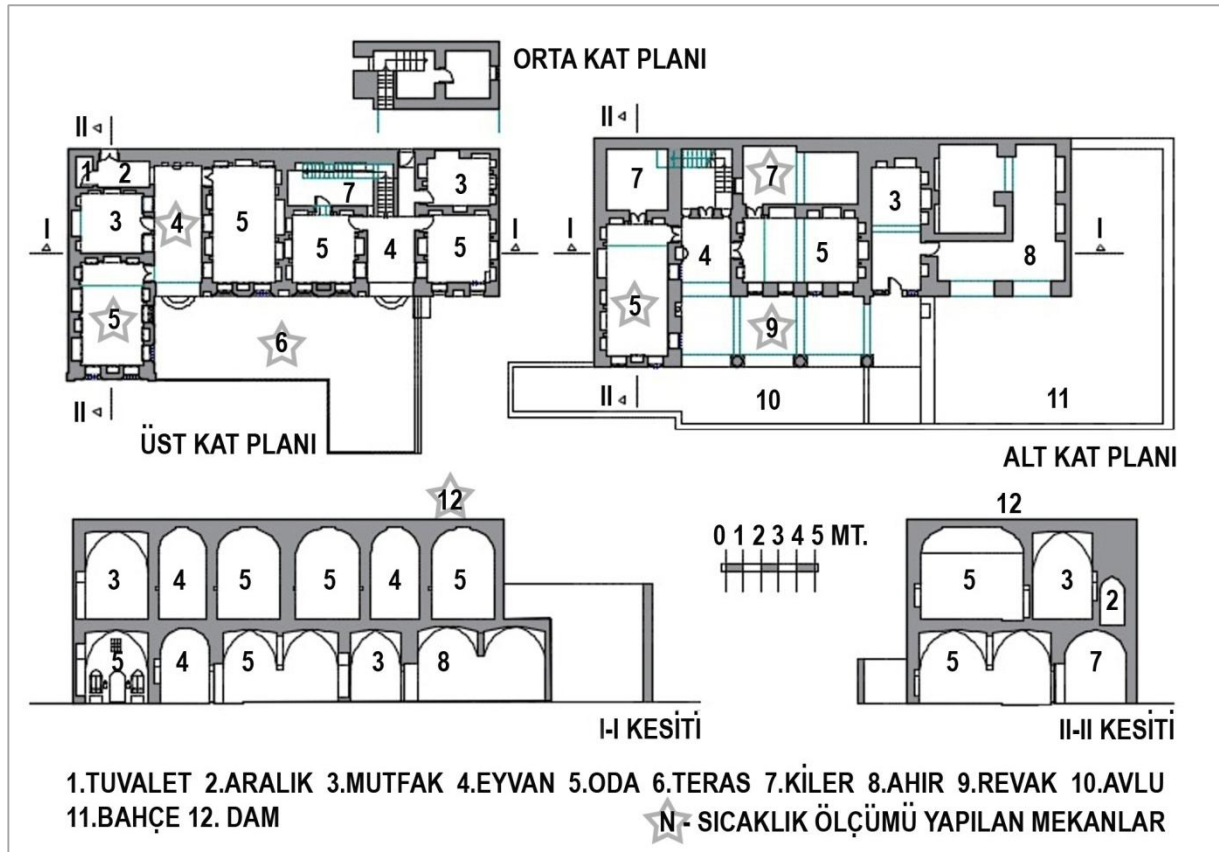 ORTA KAT PLANI
II
II
1
2
3
4
5
7
3
7
7
3
I
I
I
I
5
4
5
4
5
8
5
6
5
9
II
II
10
11
ÜST KAT PLANI
ALT KAT PLANI
12
12
0 1 2 3 4 5 MT.
3
4
5
5
4
5
5
3
2
5
4
5
3
8
5
7
I-I KESİTİ
II-II KESİTİ
1.TUVALET 2.ARALIK 3.MUTFAK 4.EYVAN 5.ODA 6.TERAS 7.KİLER 8.AHIR 9.REVAK 10.AVLU
11.BAHÇE 12. DAM
N - SICAKLIK ÖLÇÜMÜ YAPILAN MEKANLAR